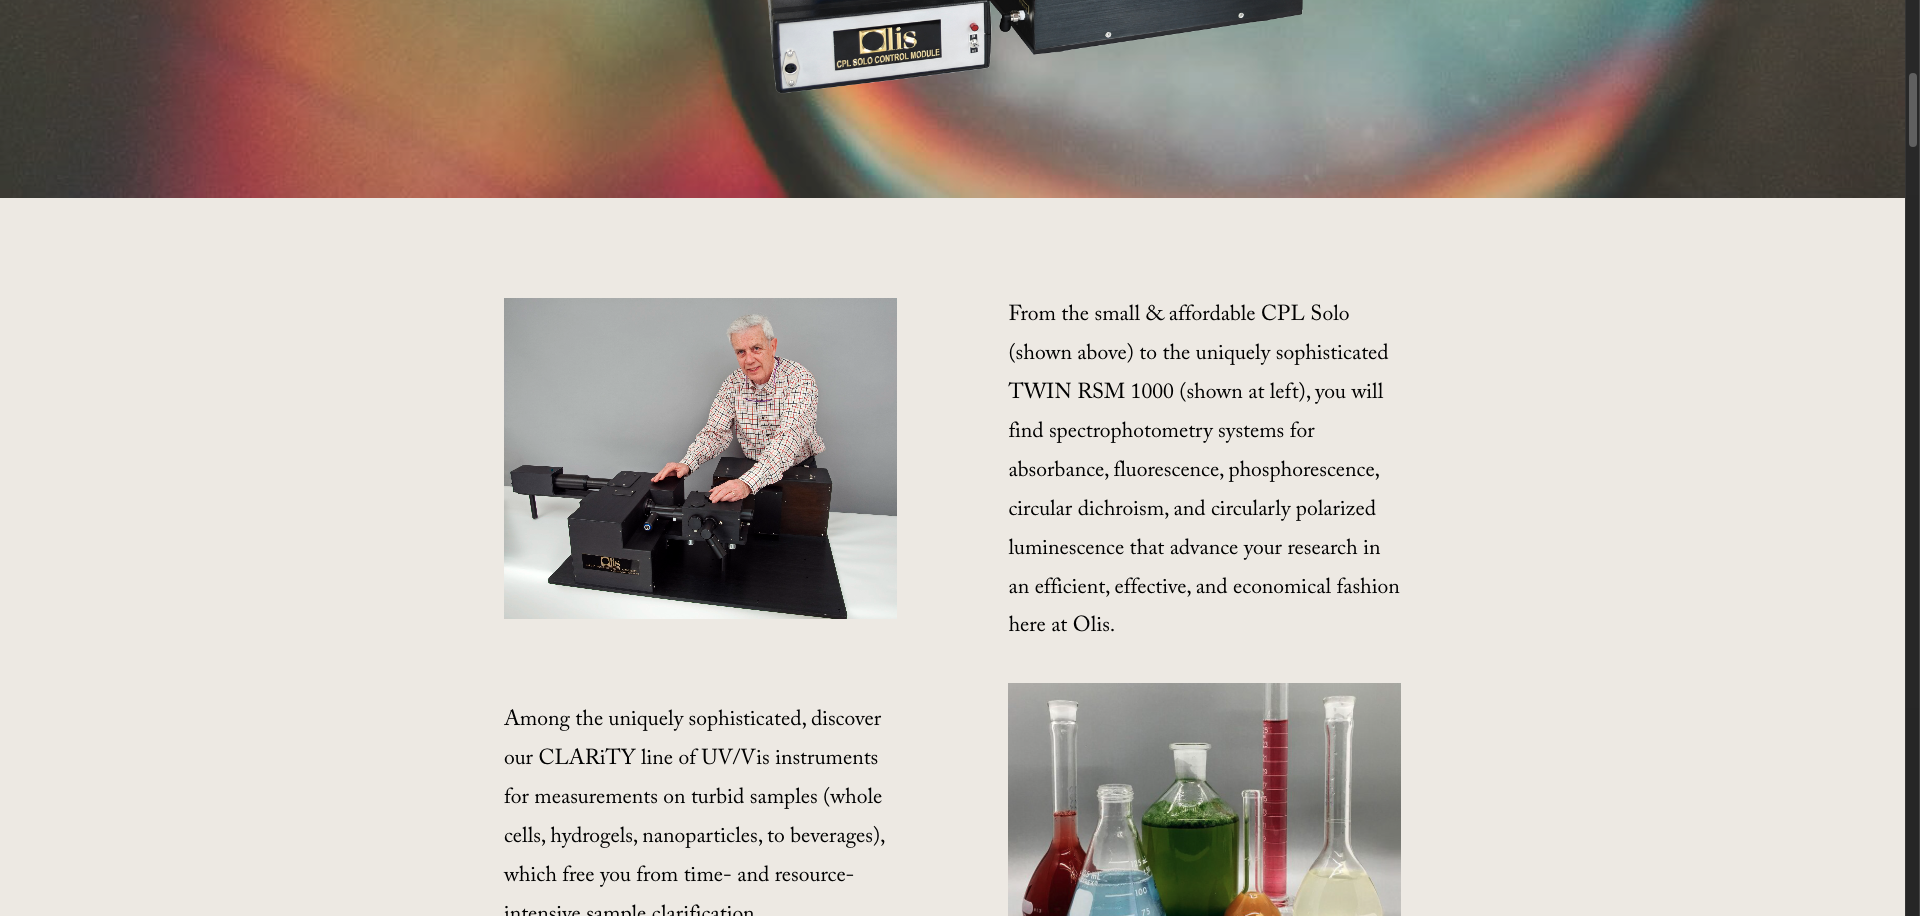 Olis
CPL SOLO CONTROL MODULE
From the small & affordable CPL Solo
(shown above) to the uniquely sophisticated
TWIN RSM 1000 (shown at left), you will
find spectrophotometry systems for
absorbance, fluorescence, phosphorescence,
circular dichroism, and circularly polarized
luminescence that advance your research in
an efficient, effective, and economical fashion
here at Olis.
Olis
Among the uniquely sophisticated, discover
our CLARiTY line of UV/Vis instruments
for measurements on turbid samples (whole
cells, hydrogels, nanoparticles, to beverages),
which free you from time- and resource-
intensive sample clarification
100
75